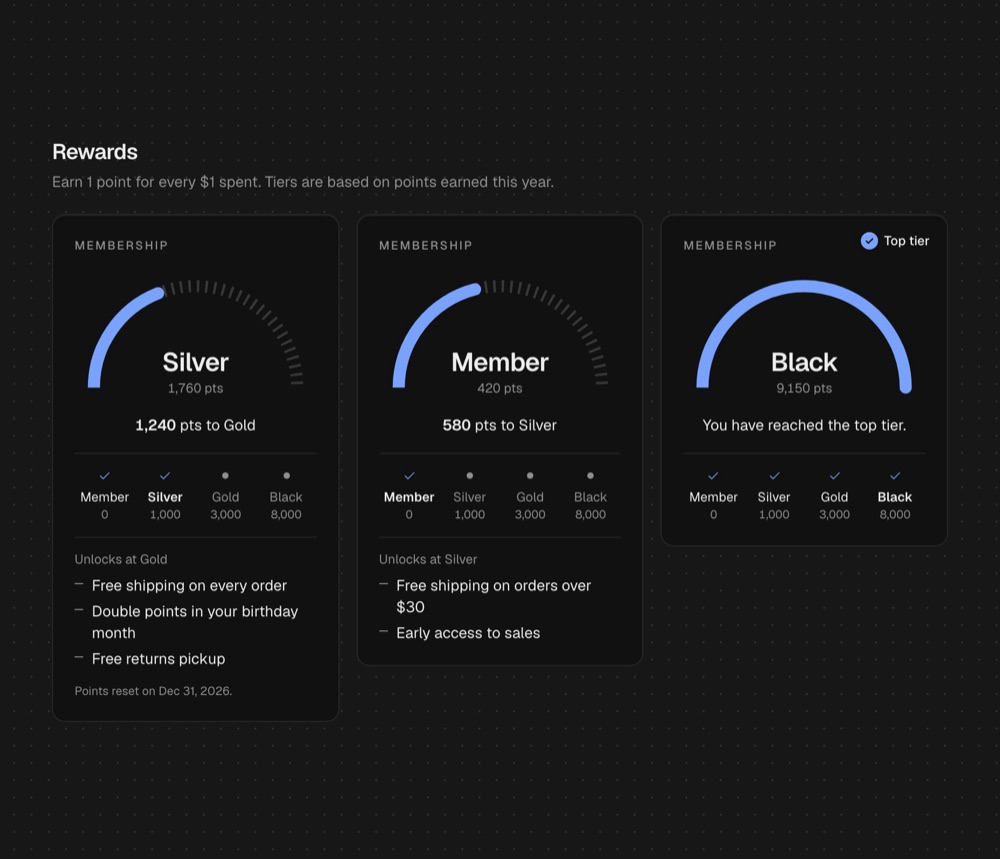 Rewards
Earn 1 point for every $1 spent. Tiers are based on points earned this year.
MEMBERSHIP
Silver
1,760 pts
1,240 pts to Gold
Member Silver Gold Black
0 1,000 3,000 8,000
Unlocks at Gold
Free shipping on every order
Double points in your birthday
month
Free returns pickup
Points reset on Dec 31, 2026.
MEMBERSHIP
Member
420 pts
580 pts to Silver
Member Silver Gold Black
0 1,000 3,000 8,000
Unlocks at Silver
Free shipping on orders over
$30
Early access to sales
MEMBERSHIP
Top tier
Black
9,150 pts
You have reached the top tier.
Member Silver Gold Black
0 1,000 3,000 8,000